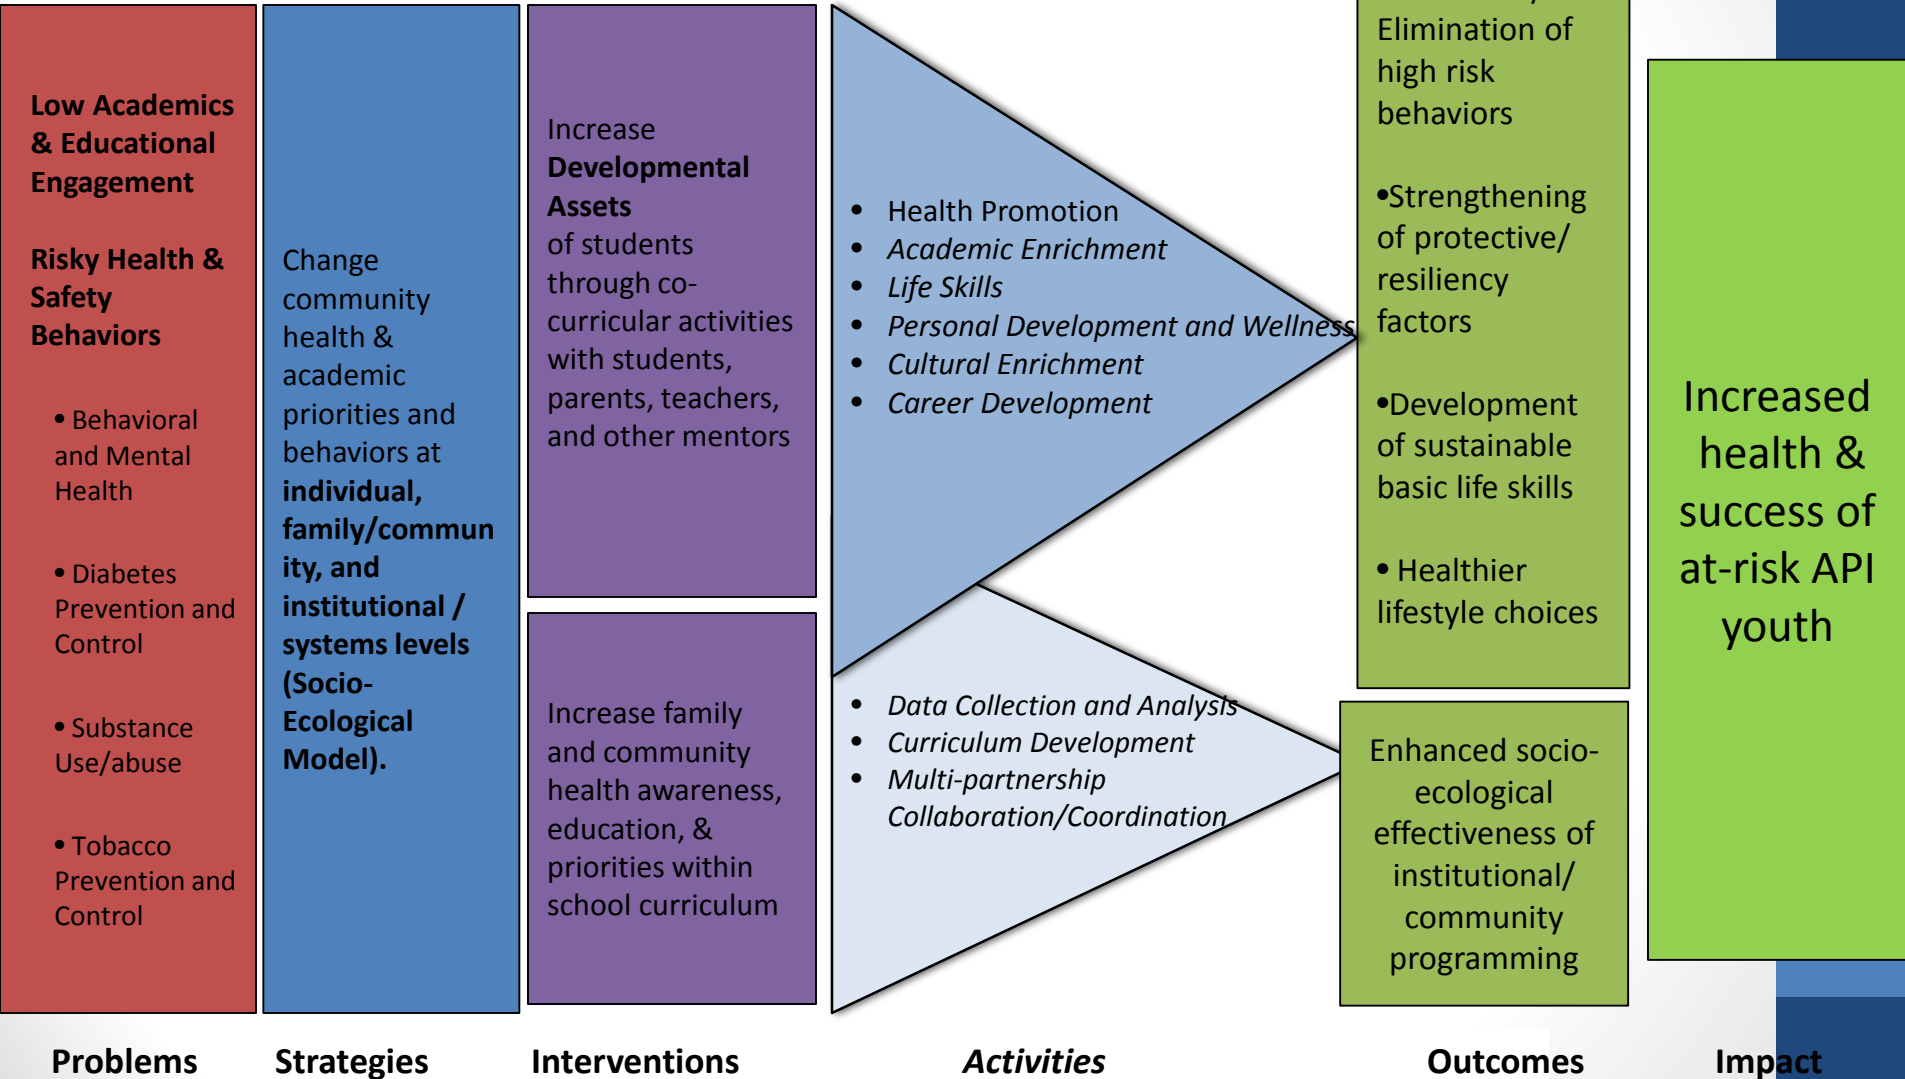 Low Academics
& Educational
Engagement
Risky Health &
Safety
Behaviors
• Behavioral
and Mental
Health
• Diabetes
Prevention and
Control
• Substance
Use/abuse
• Tobacco
Prevention and
Control
Change
community
health &
academic
priorities and
behaviors at
individual,
family/commun
ity, and
institutional /
systems levels
(Socio-
Ecological
Model).
Increase
Developmental
Assets
of students
through co-
curricular activities
with students,
parents, teachers,
and other mentors
Increase family
and community
health awareness,
education, &
priorities within
school curriculum
• Health Promotion
• Academic Enrichment
• Life Skills
• Personal Development and Wellness
• Cultural Enrichment
• Career Development
• Data Collection and Analysis
• Curriculum Development
• Multi-partnership
Collaboration/Coordination
Elimination of
high risk
behaviors
•Strengthening
of protective/
resiliency
factors
•Development
of sustainable
basic life skills
• Healthier
lifestyle choices
Enhanced socio-
ecological
effectiveness of
institutional/
community
programming
Increased
health &
success of
at-risk API
youth
Problems
Strategies
Interventions
Activities
Outcomes
Impact